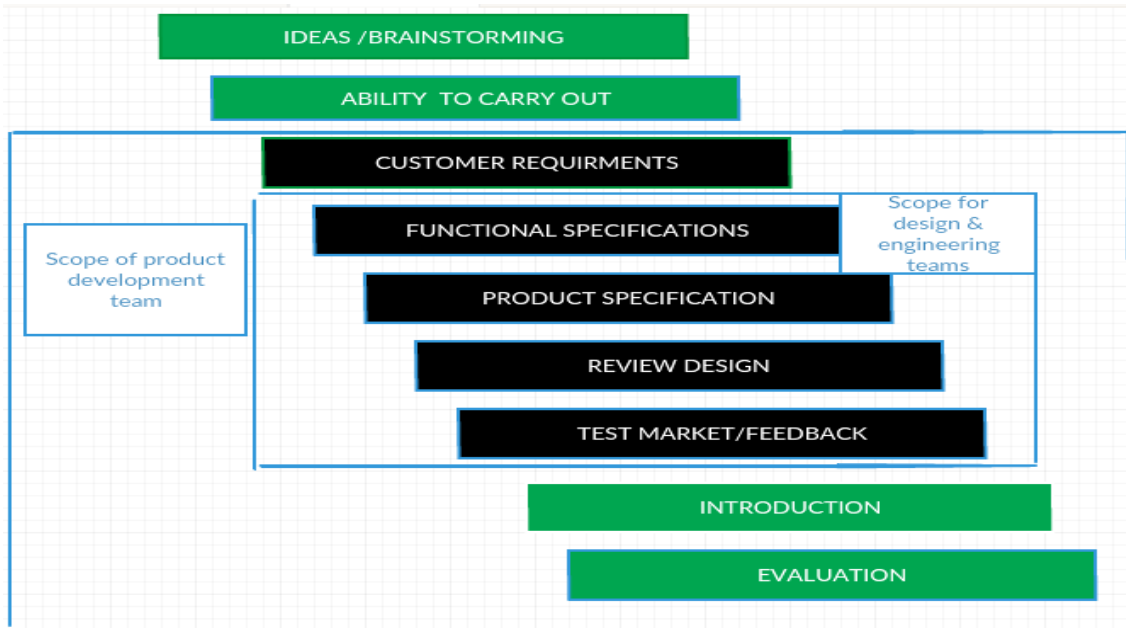 IDEAS /BRAINSTORMING
ABILITY TO CARRY OUT
CUSTOMER REQUIRMENTS
Scope for
design &
engineering
teams
FUNCTIONAL SPECIFICATIONS
Scope of product
development
team
PRODUCT SPECIFICATION
REVIEW DESIGN
TEST MARKET/FEEDBACK
INTRODUCTION
EVALUATION